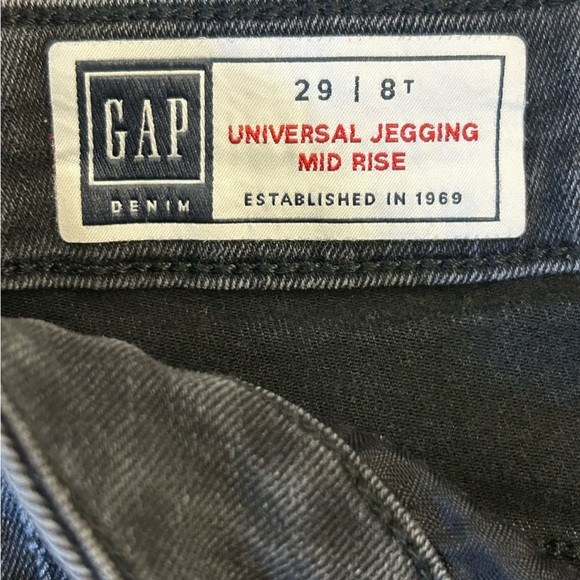 GAP
DENIM
29 | 8T
UNIVERSAL JEGGING
MID RISE
ESTABLISHED IN 1969